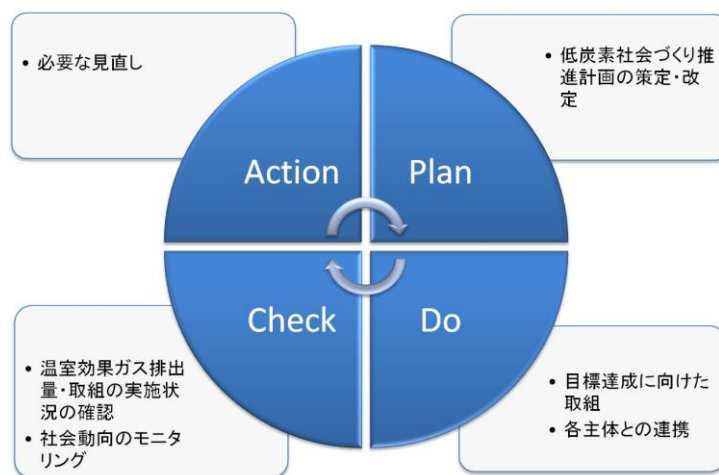 • 必要な見直し
• 低炭素社会づくり推
進計画の策定・改
定
Action
Plan
Check
Do
• 温室効果ガス排出
量・取組の実施状
況の確認
• 社会動向のモニタ
リング
• 目標達成に向けた
取組
• 各主体との連携